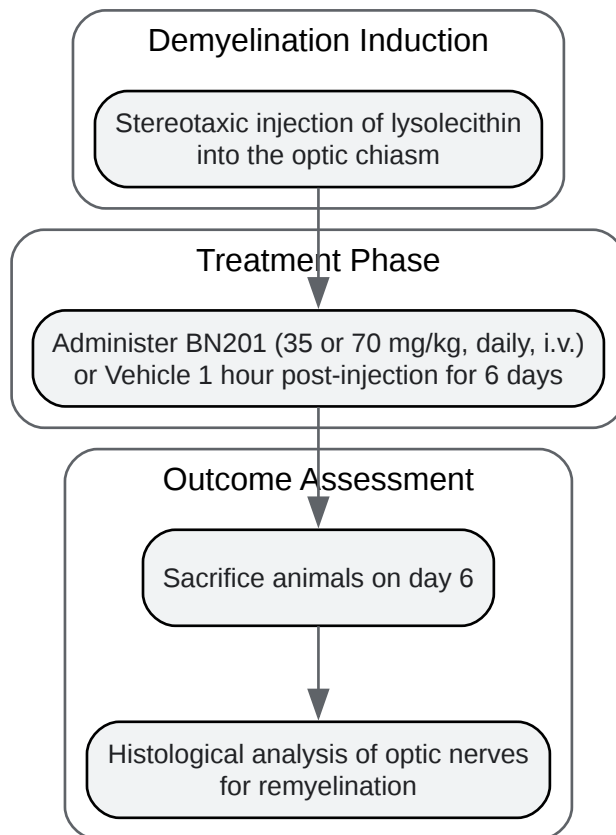 Demyelination Induction
Stereotaxic injection of lysolecithin
into the optic chiasm
Treatment Phase
Administer BN201 (35 or 70 mg/kg, daily, i.v.)
or Vehicle 1 hour post-injection for 6 days
Outcome Assessment
Sacrifice animals on day 6
Histological analysis of optic nerves
for remyelination